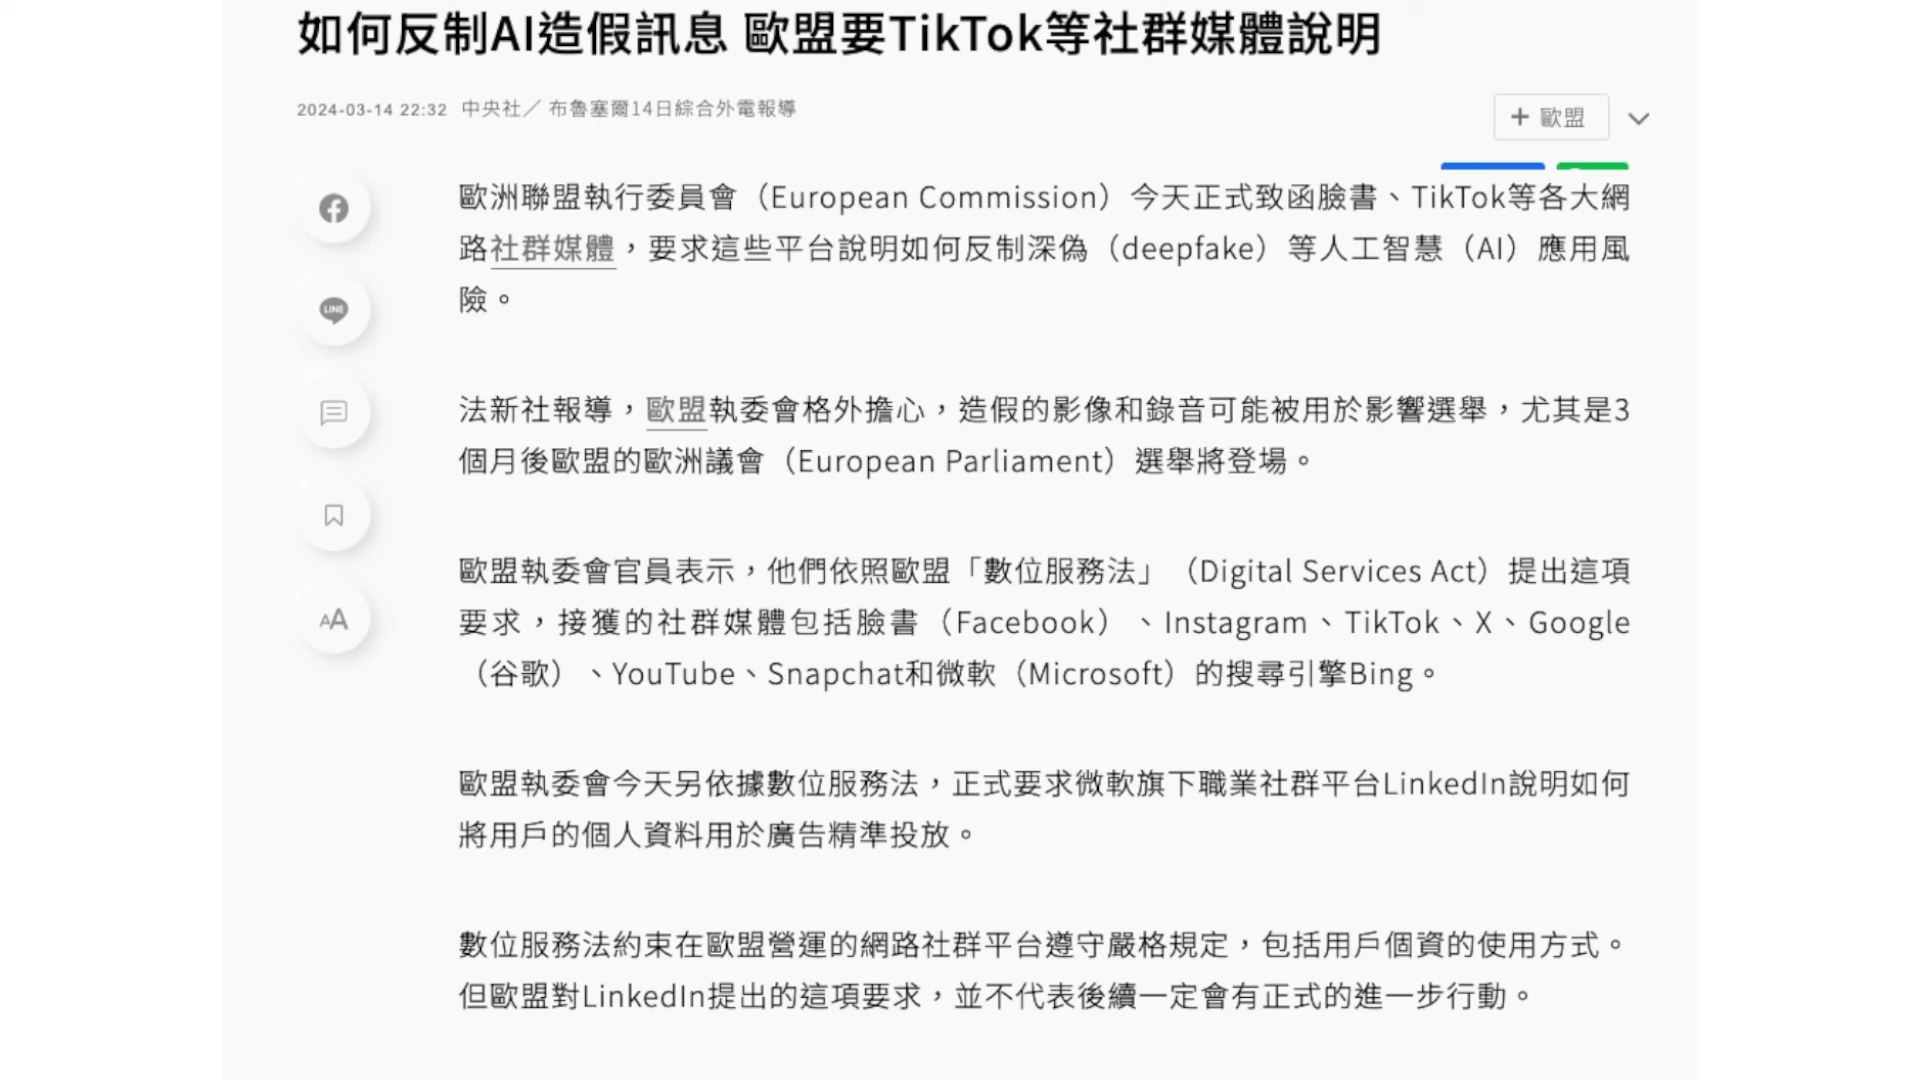 如何反制AI造假訊息 歐盟要TikTok等社群媒體說明
2024-03-14 22:32 中央社／ 布魯塞爾14日綜合外電報導
+ 歐盟
歐洲聯盟執行委員會（European Commission）今天正式致函臉書、TikTok等各大網
路社群媒體，要求這些平台說明如何反制深偽（deepfake）等人工智慧（AI）應用風
險。
LINE
法新社報導，歐盟執委會格外擔心，造假的影像和錄音可能被用於影響選舉，尤其是3
個月後歐盟的歐洲議會（European Parliament）選舉將登場。
歐盟執委會官員表示，他們依照歐盟「數位服務法」（Digital Services Act）提出這項
要求，接獲的社群媒體包括臉書（Facebook）、Instagram、TikTok、X、Google
（谷歌）、YouTube、Snapchat和微軟（Microsoft）的搜尋引擎Bing。
AA
歐盟執委會今天另依據數位服務法，正式要求微軟旗下職業社群平台LinkedIn說明如何
將用戶的個人資料用於廣告精準投放。
數位服務法約束在歐盟營運的網路社群平台遵守嚴格規定，包括用戶個資的使用方式。
但歐盟對LinkedIn提出的這項要求，並不代表後續一定會有正式的進一步行動。